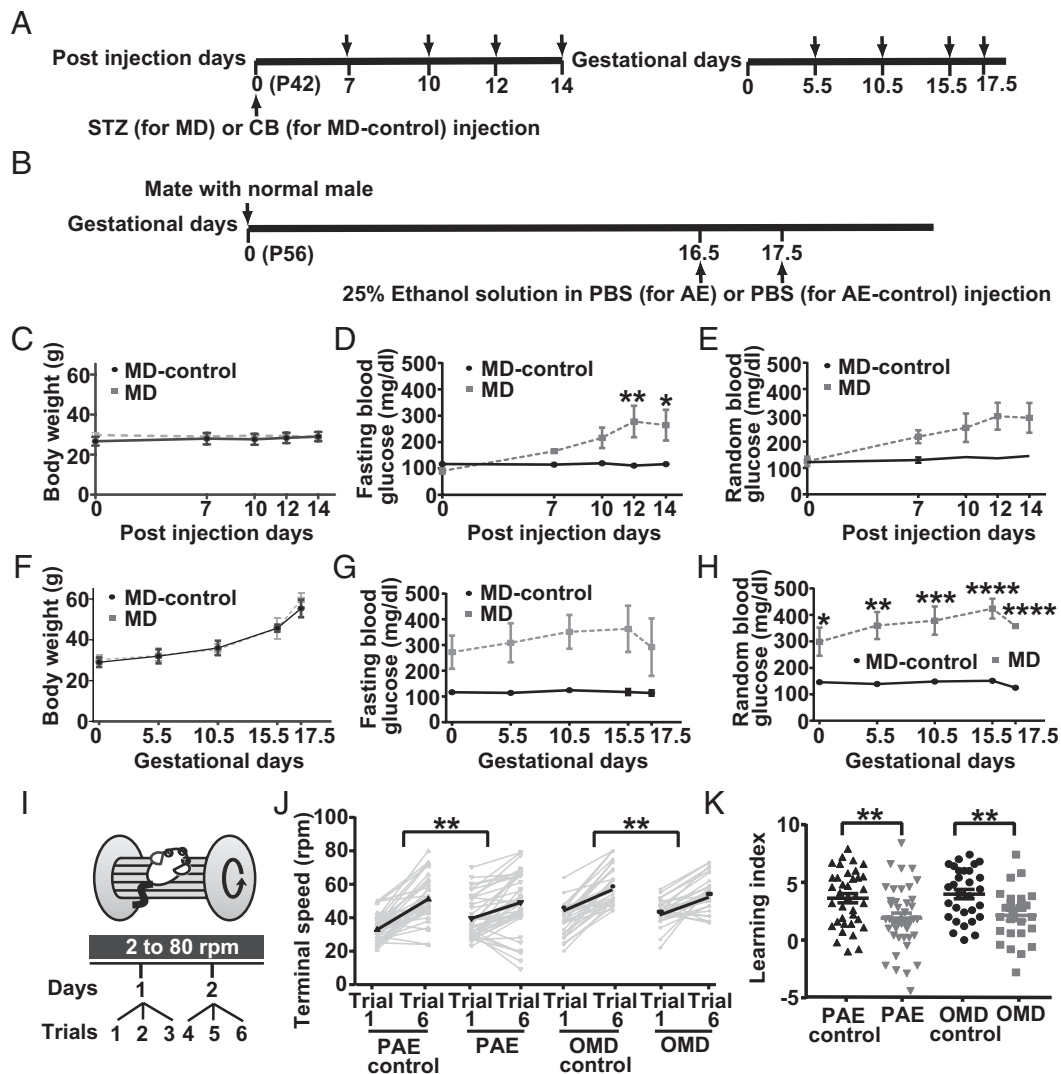 A
Post injection days
0 (P42) 7 10 12 14
STZ (for MD) or CB (for MD-control) injection
Gestational days
0 5.5 10.5 15.5 17.5
B
Mate with normal male
Gestational days
0 (P56) 16.5 17.5
25% Ethanol solution in PBS (for AE) or PBS (for AE-control) injection
C
Body weight (g)
60
40
20
0
MD-control
MD
0 7 10 12 14
Post injection days
D
Fasting blood
glucose (mg/dl)
500
400
300
200
100
0
MD-control
MD
** *
0 7 10 12 14
Post injection days
E
Random blood
glucose (mg/dl)
500
400
300
200
100
0
MD-control
MD
0 7 10 12 14
Post injection days
F
Body weight (g)
60
40
20
0
MD-control
MD
0 5.5 10.5 15.5 17.5
Gestational days
G
Fasting blood
glucose (mg/dl)
500
400
300
200
100
0
MD-control
MD
0 5.5 10.5 15.5 17.5
Gestational days
H
Random blood
glucose (mg/dl)
500
400
300
200
100
0
* ** *** **** ****
MD-control MD
0 5.5 10.5 15.5 17.5
Gestational days
I
2 to 80 rpm
Days 1 2
Trials 1 2 3 4 5 6
J
Terminal speed (rpm)
100
80
60
40
20
0
** **
Trial Trial Trial Trial Trial Trial Trial Trial
1 6 1 6 1 6 1 6
PAE
control
PAE
OMD
control
OMD
K
Learning index
10
5
0
-5
** **
PAE
control
PAE
OMD
control
OMD